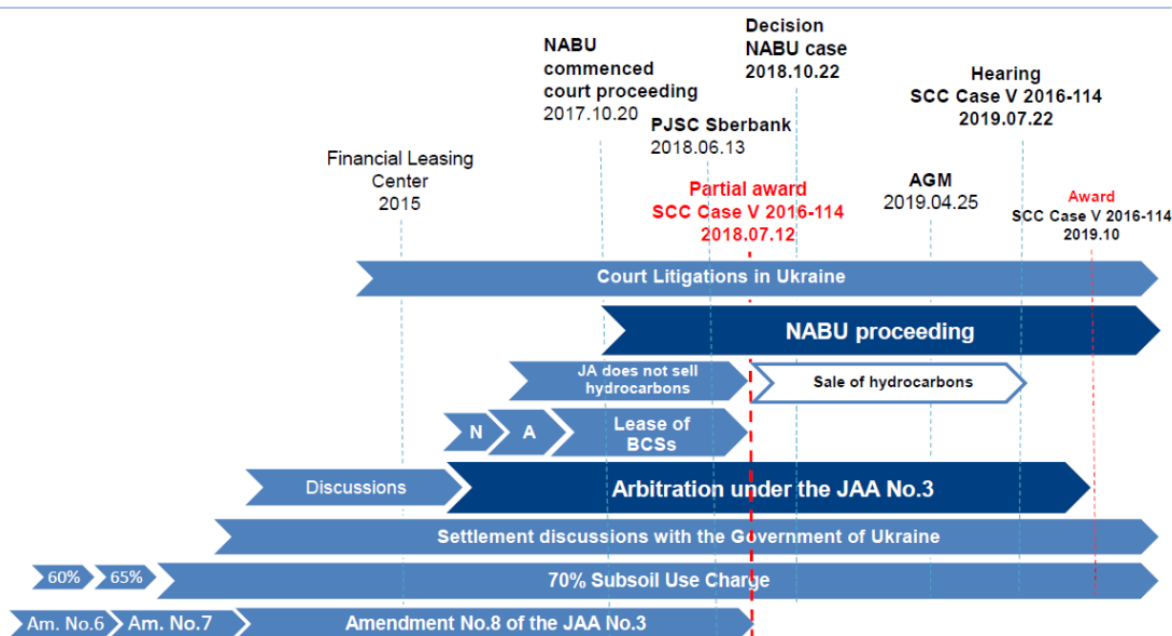 Decision
NABU case
2018.10.22
NABU
commenced
court proceeding
2017.10.20
Hearing
SCC Case V 2016-114
2019.07.22
PJSC Sberbank
2018.06.13
Financial Leasing
Center
2015
Partial award
SCC Case V 2016-114
2018.07.12
AGM
2019.04.25
Award
SCC Case V 2016-114
2019.10
Court Litigations in Ukraine
NABU proceeding
JA does not sell
hydrocarbons
Sale of hydrocarbons
N
A
Lease of
BCSs
Discussions
Arbitration under the JAA No.3
Settlement discussions with the Government of Ukraine
60%
65%
70% Subsoil Use Charge
Am. No.6
Am. No.7
Amendment No.8 of the JAA No.3